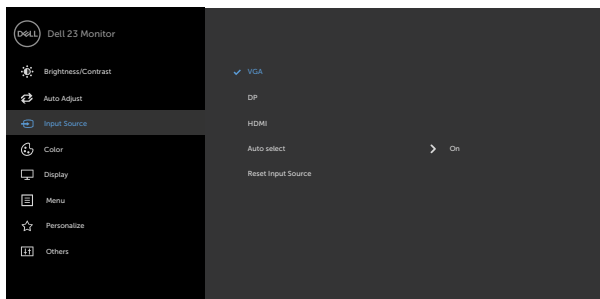 DELL Dell 23 Monitor
Brightness/Contrast
Auto Adjust
Input Source
Color
Display
Menu
Personalize
Others
VGA
DP
HDMI
Auto select On
Reset Input Source